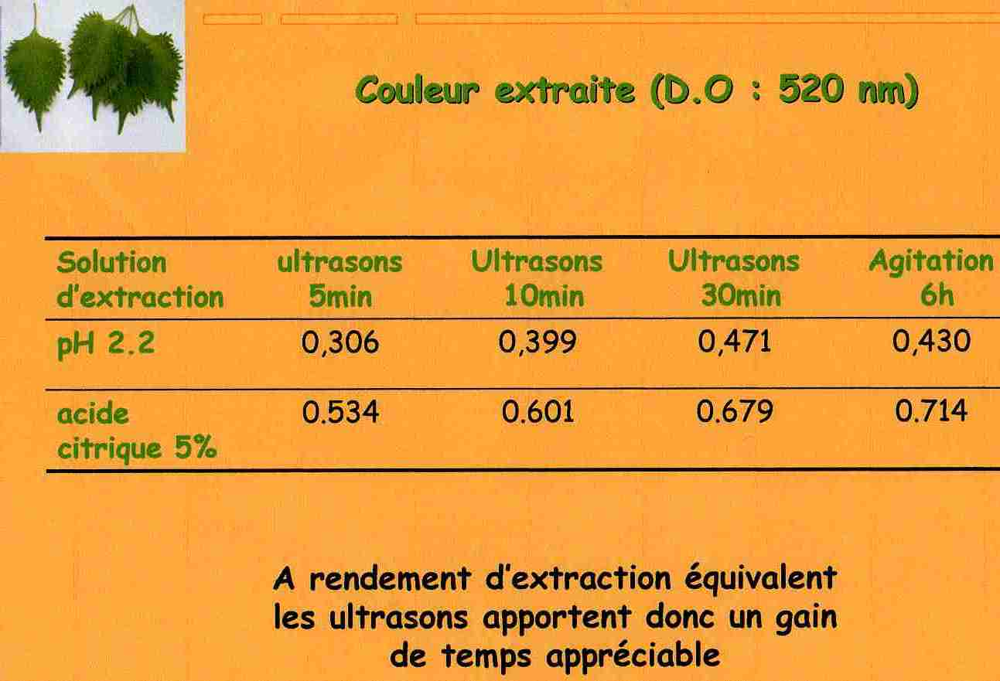 Couleur extraite (D.O : 520 nm)
Solution d'extraction ultrasons 5min Ultrasons 10min Ultrasons 30min Agitation 6h
pH 2.2 0,306 0,399 0,471 0,430
acide citrique 5% 0.534 0.601 0.679 0.714
A rendement d'extraction équivalent
les ultrasons apportent donc un gain
de temps appréciable